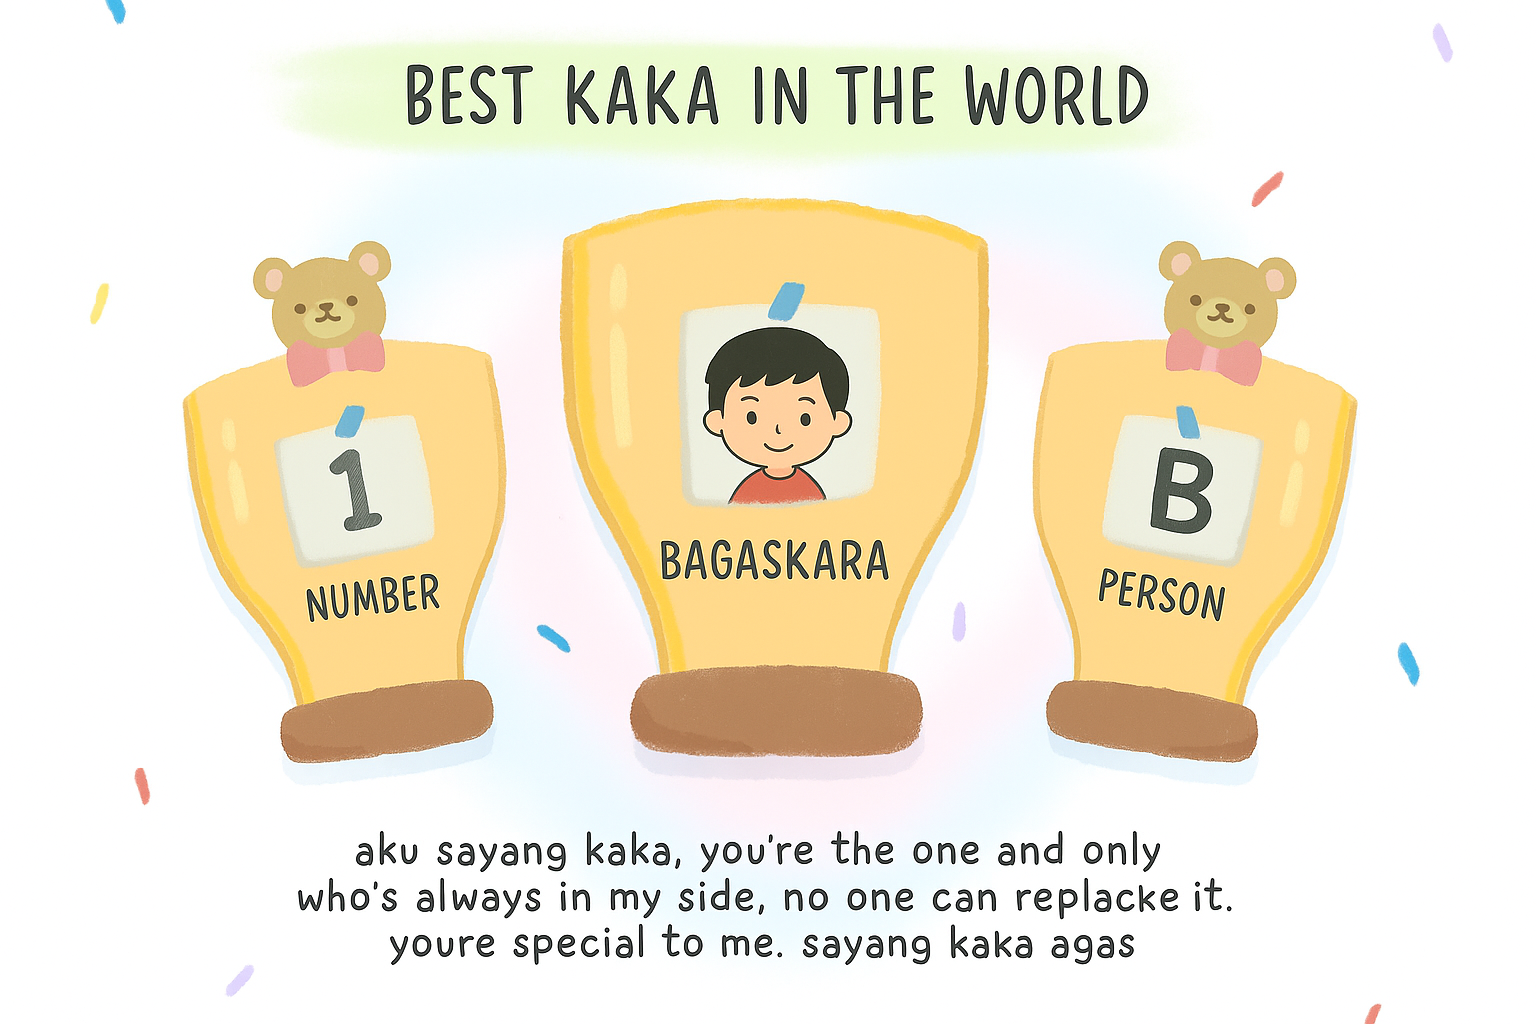 BEST KAKA IN THE WORLD
1
NUMBER
BAGASKARA
B
PERSON
aku sayang kaka, you're the one and only
who's always in my side, no one can replacke it.
youre special to me. sayang kaka agas